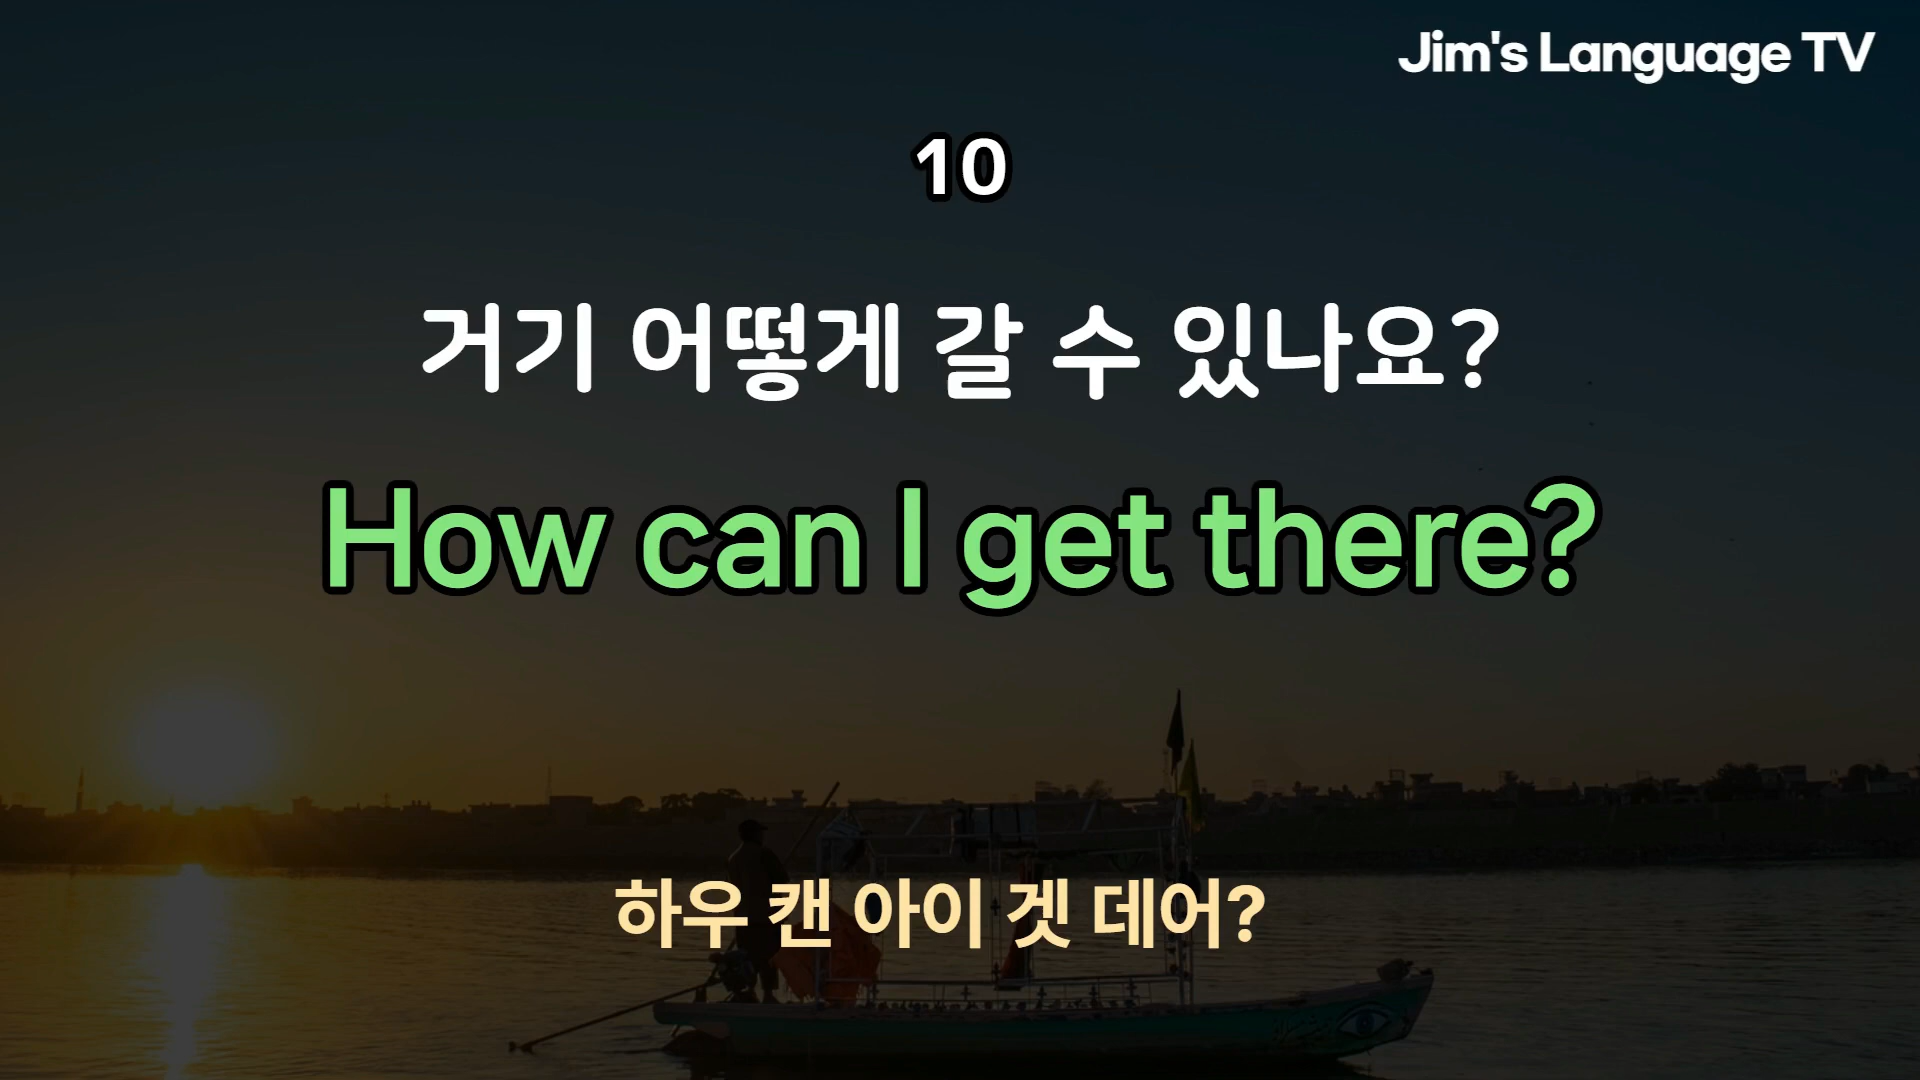 Jim's Language TV
10
거기 어떻게 갈 수 있나요?
How can I get there?
하우 캔 아이 겟 데어?